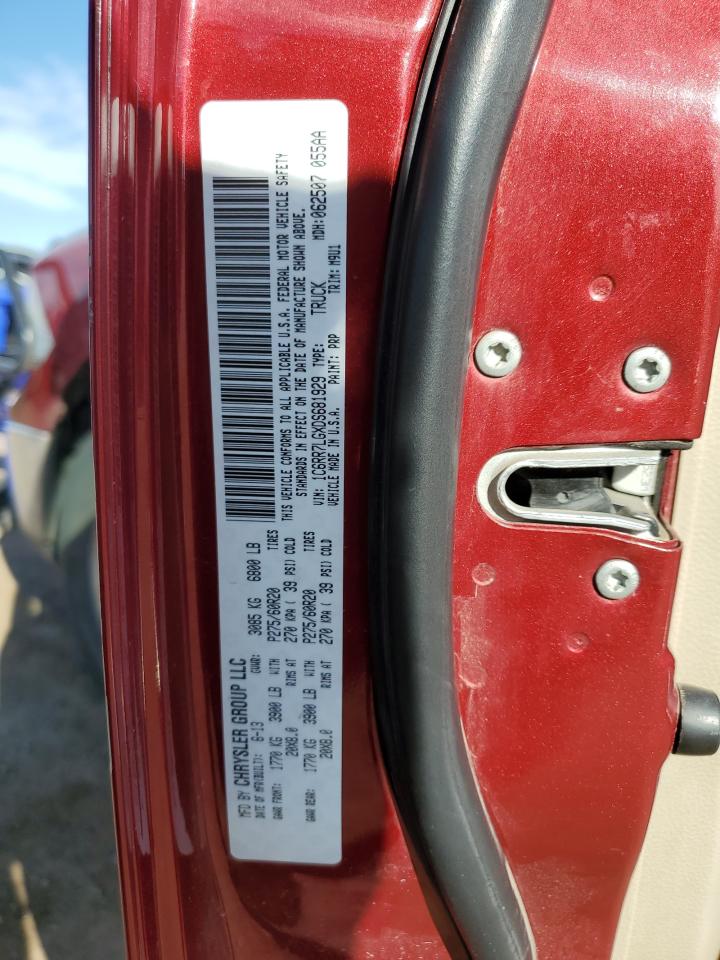 MFD BY CHRYSLER GROUP LLC
DATE OF MFR(BUILT): 6-13 GVWR: 3085 KG 6800 LB
GAWR FRONT: 1770 KG 3900 LB WITH P275/60R20 TIRES
20X8.0 RIMS AT 270 KPA ( 39 PSI) COLD
GAWR REAR: 1770 KG 3900 LB WITH P275/60R20 TIRES
20X8.0 RIMS AT 270 KPA ( 39 PSI) COLD
THIS VEHICLE CONFORMS TO ALL APPLICABLE U.S.A. FEDERAL MOTOR VEHICLE SAFETY
STANDARDS IN EFFECT ON THE DATE OF MANUFACTURE SHOWN ABOVE.
VIN: 1C6RR7LGXDS681929 TYPE: TRUCK MDH:062507 055AA
VEHICLE MADE IN U.S.A. PAINT: PRP TRIM: M9U1